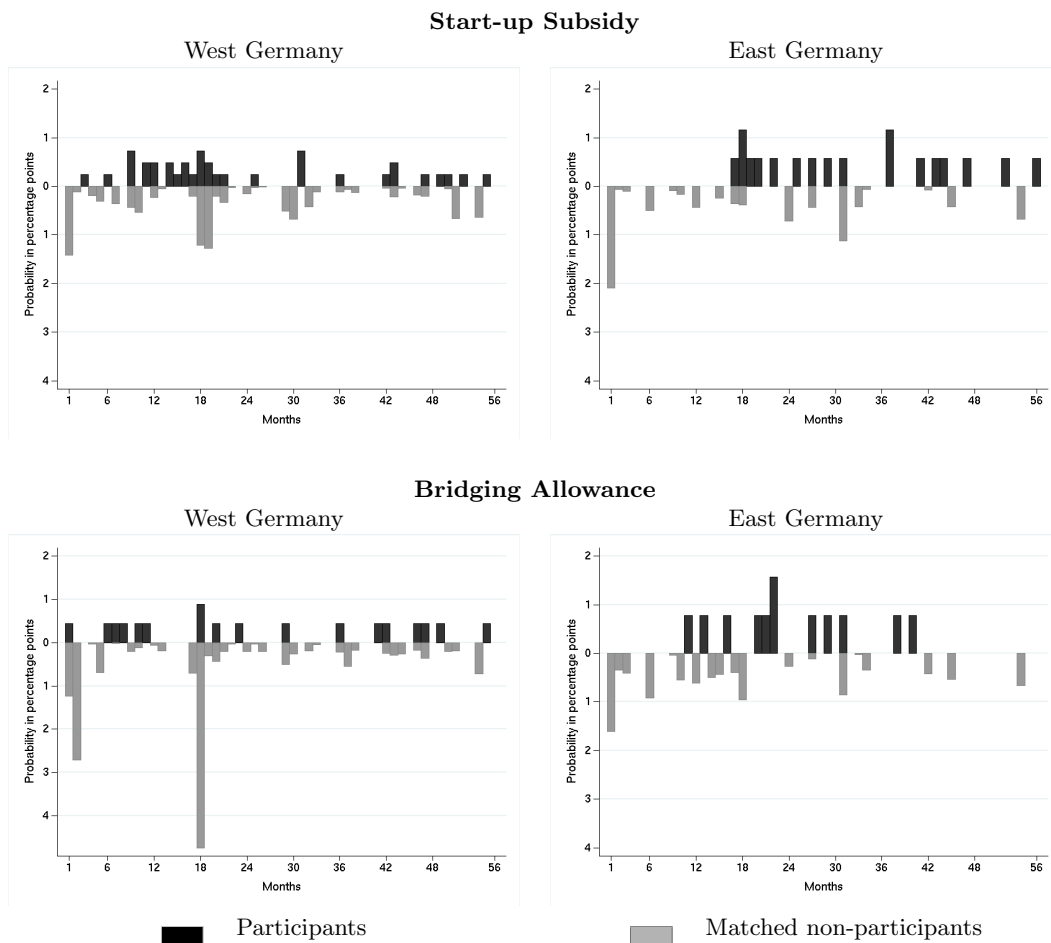 Start-up Subsidy
West Germany
East Germany
Probability in percentage points
2
1
0
1
2
3
4
1 6 12 18 24 30 36 42 48 56
Months
Probability in percentage points
2
1
0
1
2
3
4
1 6 12 18 24 30 36 42 48 56
Months
Bridging Allowance
West Germany
East Germany
Probability in percentage points
2
1
0
1
2
3
4
1 6 12 18 24 30 36 42 48 56
Months
Probability in percentage points
2
1
0
1
2
3
4
1 6 12 18 24 30 36 42 48 56
Months
Participants
Matched non-participants